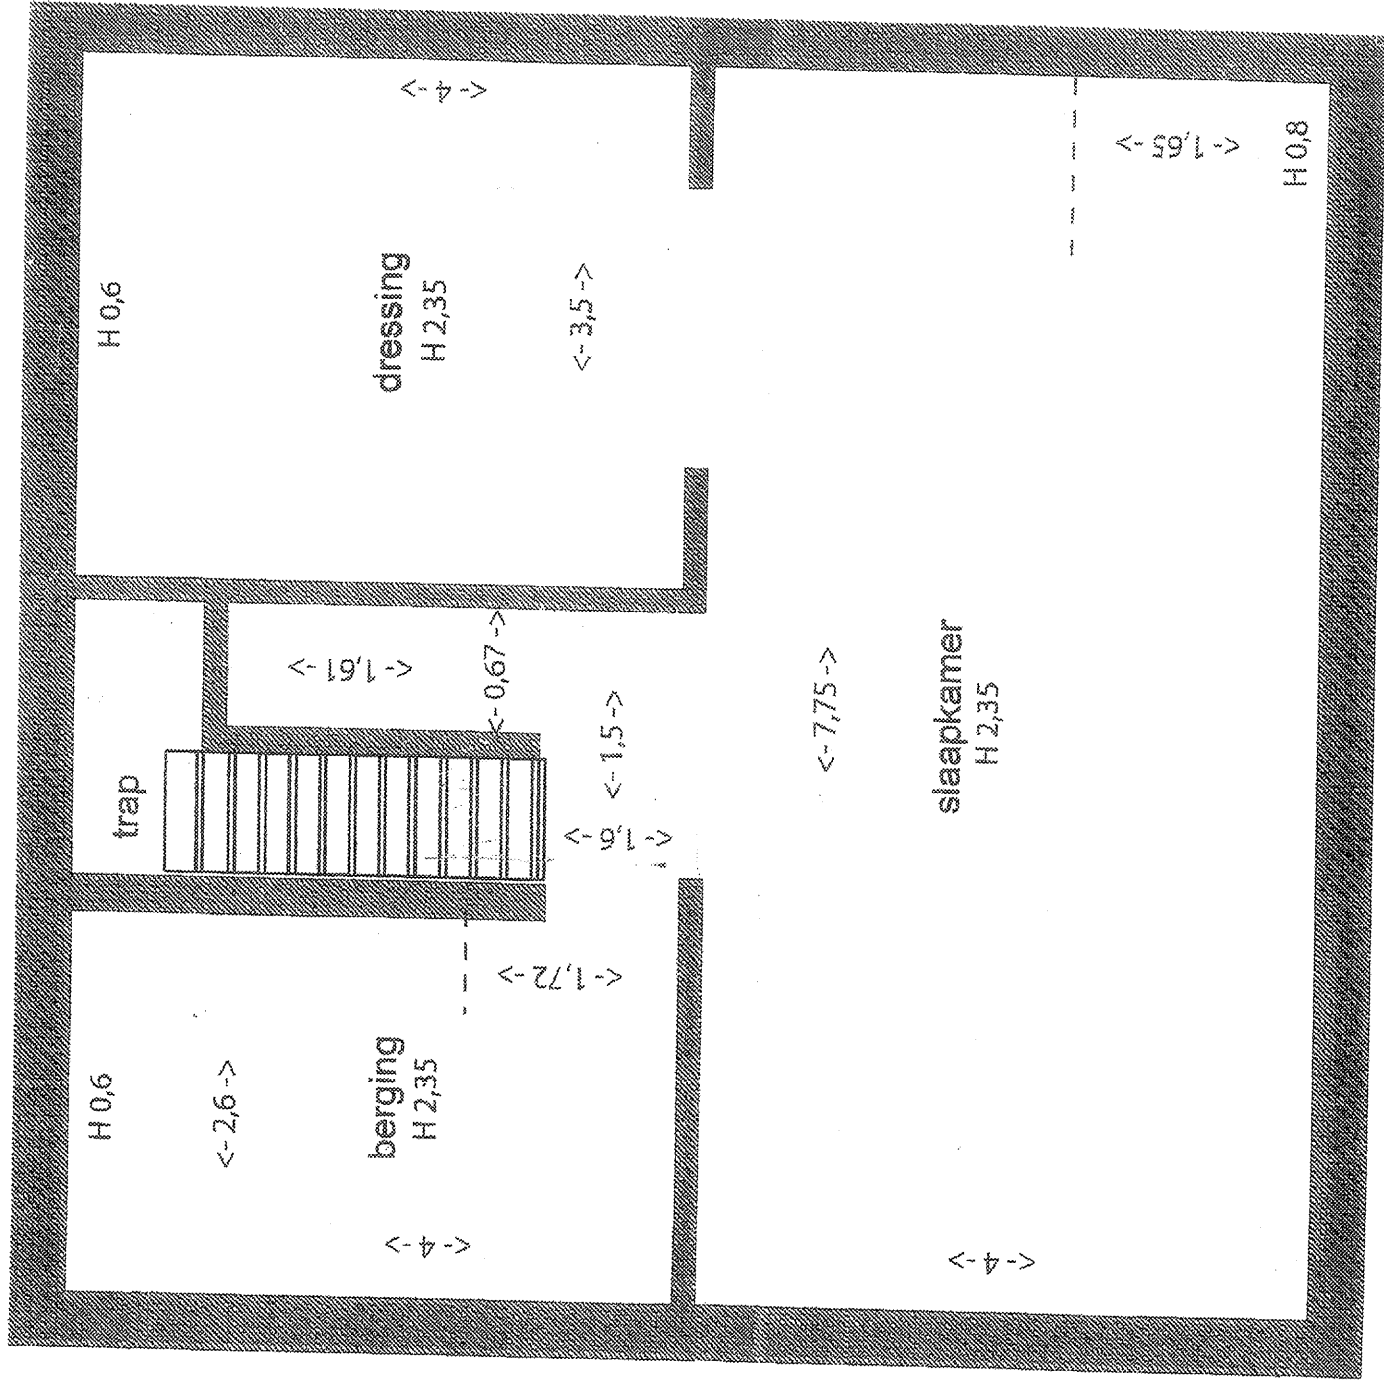 H 0,6
<- 2,6 ->
berging
H 2,35
<- 4 ->
<- 1,72 ->
trap
<- 1,61 ->
<- 0,67 ->
<- 1,5 ->
<- 1,6 ->
H 0,6
dressing
H 2,35
<- 4 ->
<- 3,5 ->
<- 7,75 ->
slaapkamer
H 2,35
<- 4 ->
<- 1,65 ->
H 0,8